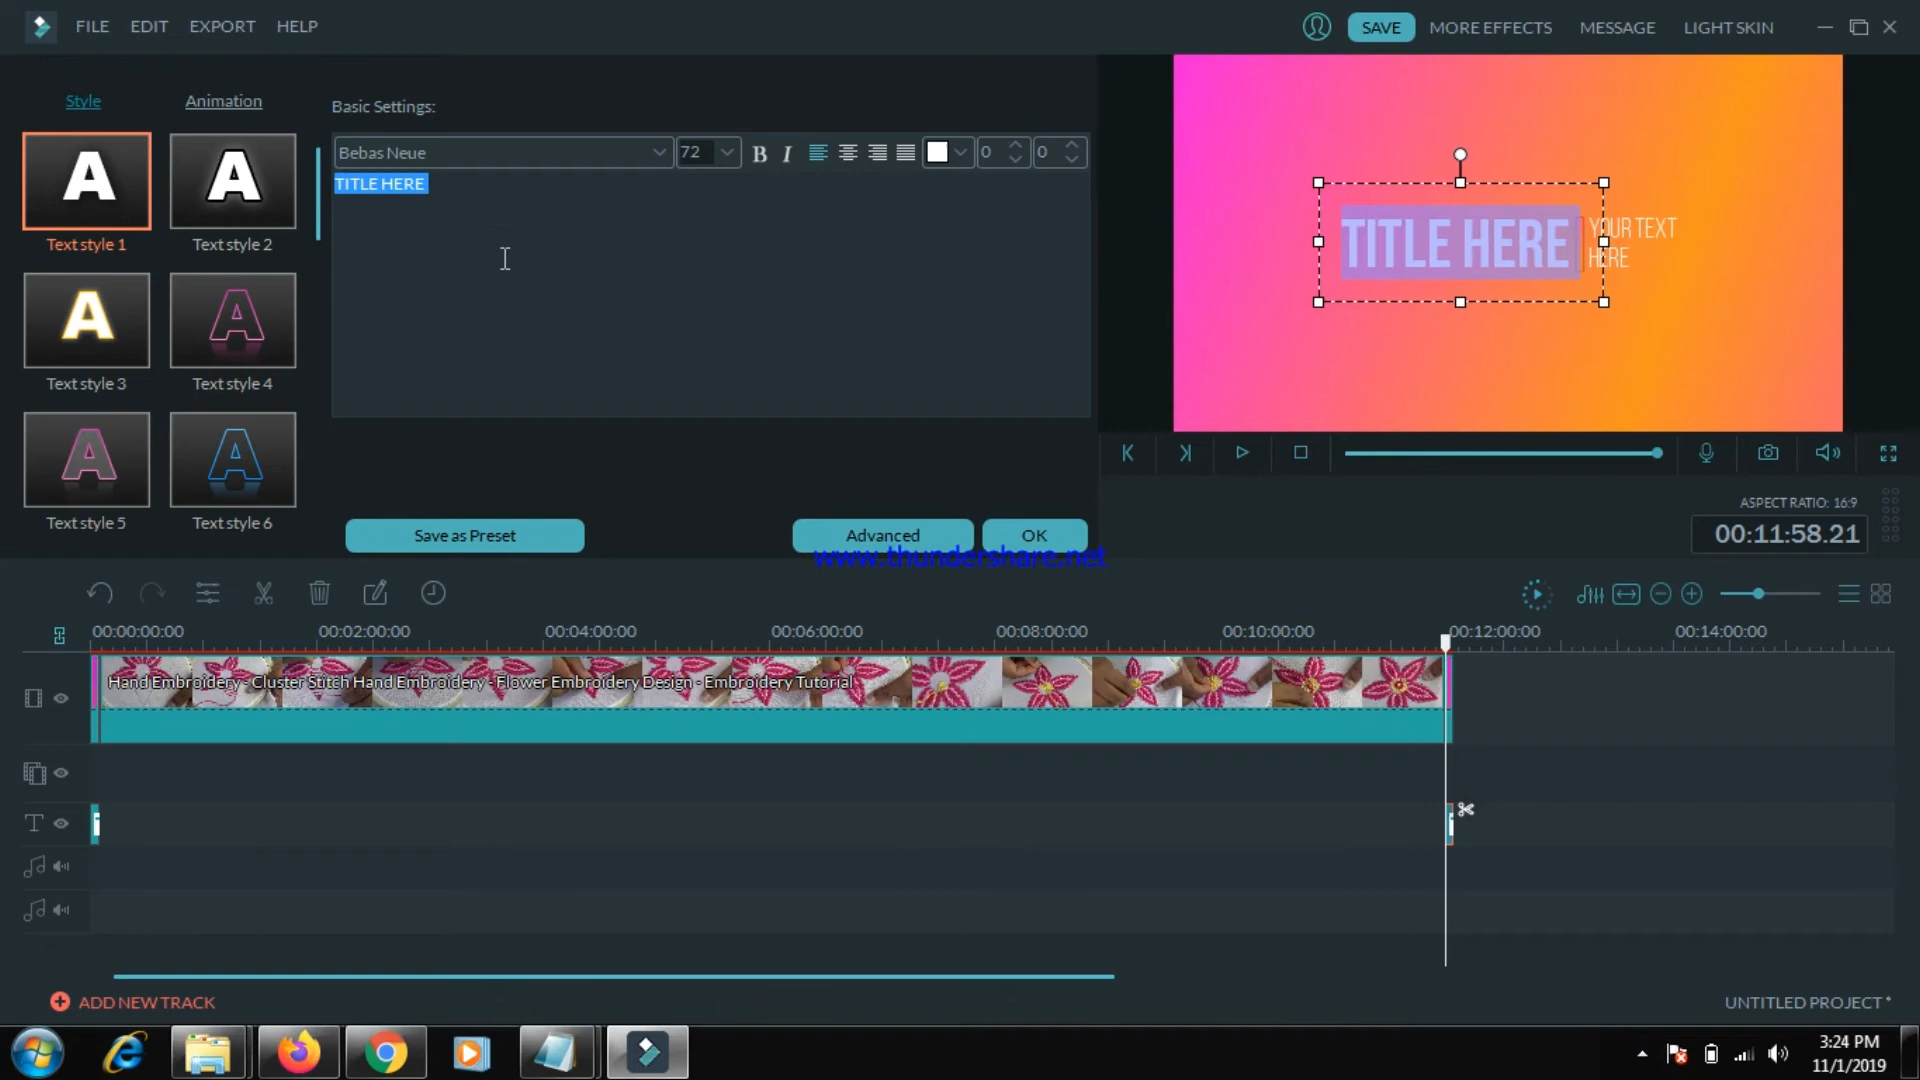 FILE EDIT EXPORT HELP
SAVE MORE EFFECTS MESSAGE LIGHT SKIN
Style Animation
Basic Settings:
Bebas Neue 72 B I 0 0
TITLE HERE
A A
Text style 1 Text style 2
A A
Text style 3 Text style 4
A A
Text style 5 Text style 6
TITLE HERE
YOUR TEXT
HERE
Save as Preset Advanced OK
www.thundershare.net
ASPECT RATIO: 16:9
00:11:58.21
00:00:00:00 00:02:00:00 00:04:00:00 00:06:00:00 00:08:00:00 00:10:00:00 00:12:00:00 00:14:00:00
Hand Embroidery - Cluster Stitch Hand Embroidery - Flower Embroidery Design - Embroidery Tutorial
T
ADD NEW TRACK
UNTITLED PROJECT *
3:24 PM
11/1/2019